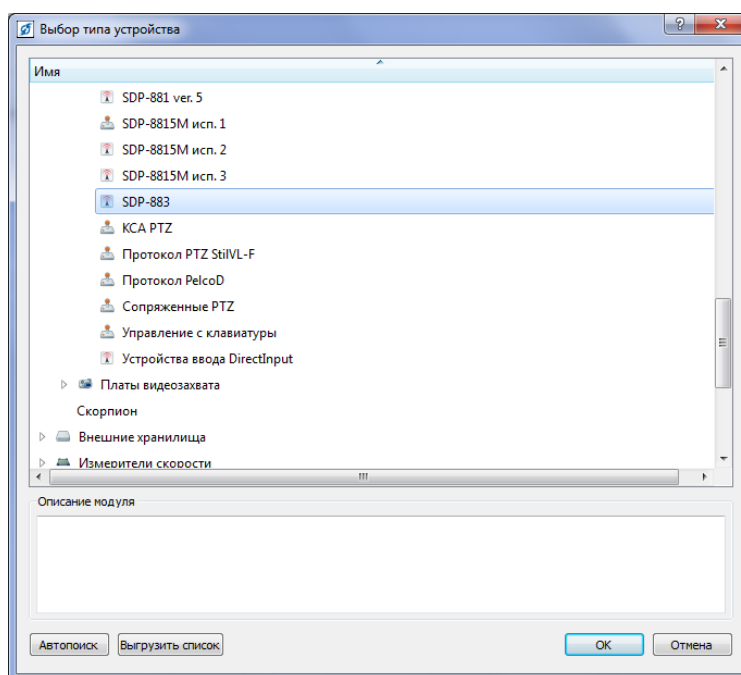 Выбор типа устройства
?
Имя
SDP-881 ver. 5
SDP-8815M исп. 1
SDP-8815M исп. 2
SDP-8815M исп. 3
SDP-883
КСА PTZ
Протокол PTZ StilVL-F
Протокол PelcoD
Сопряженные PTZ
Управление с клавиатуры
Устройства ввода DirectInput
Платы видеозахвата
Скорпион
Внешние хранилища
Измерители скорости
Описание модуля
Автопоиск Выгрузить список OK Отмена